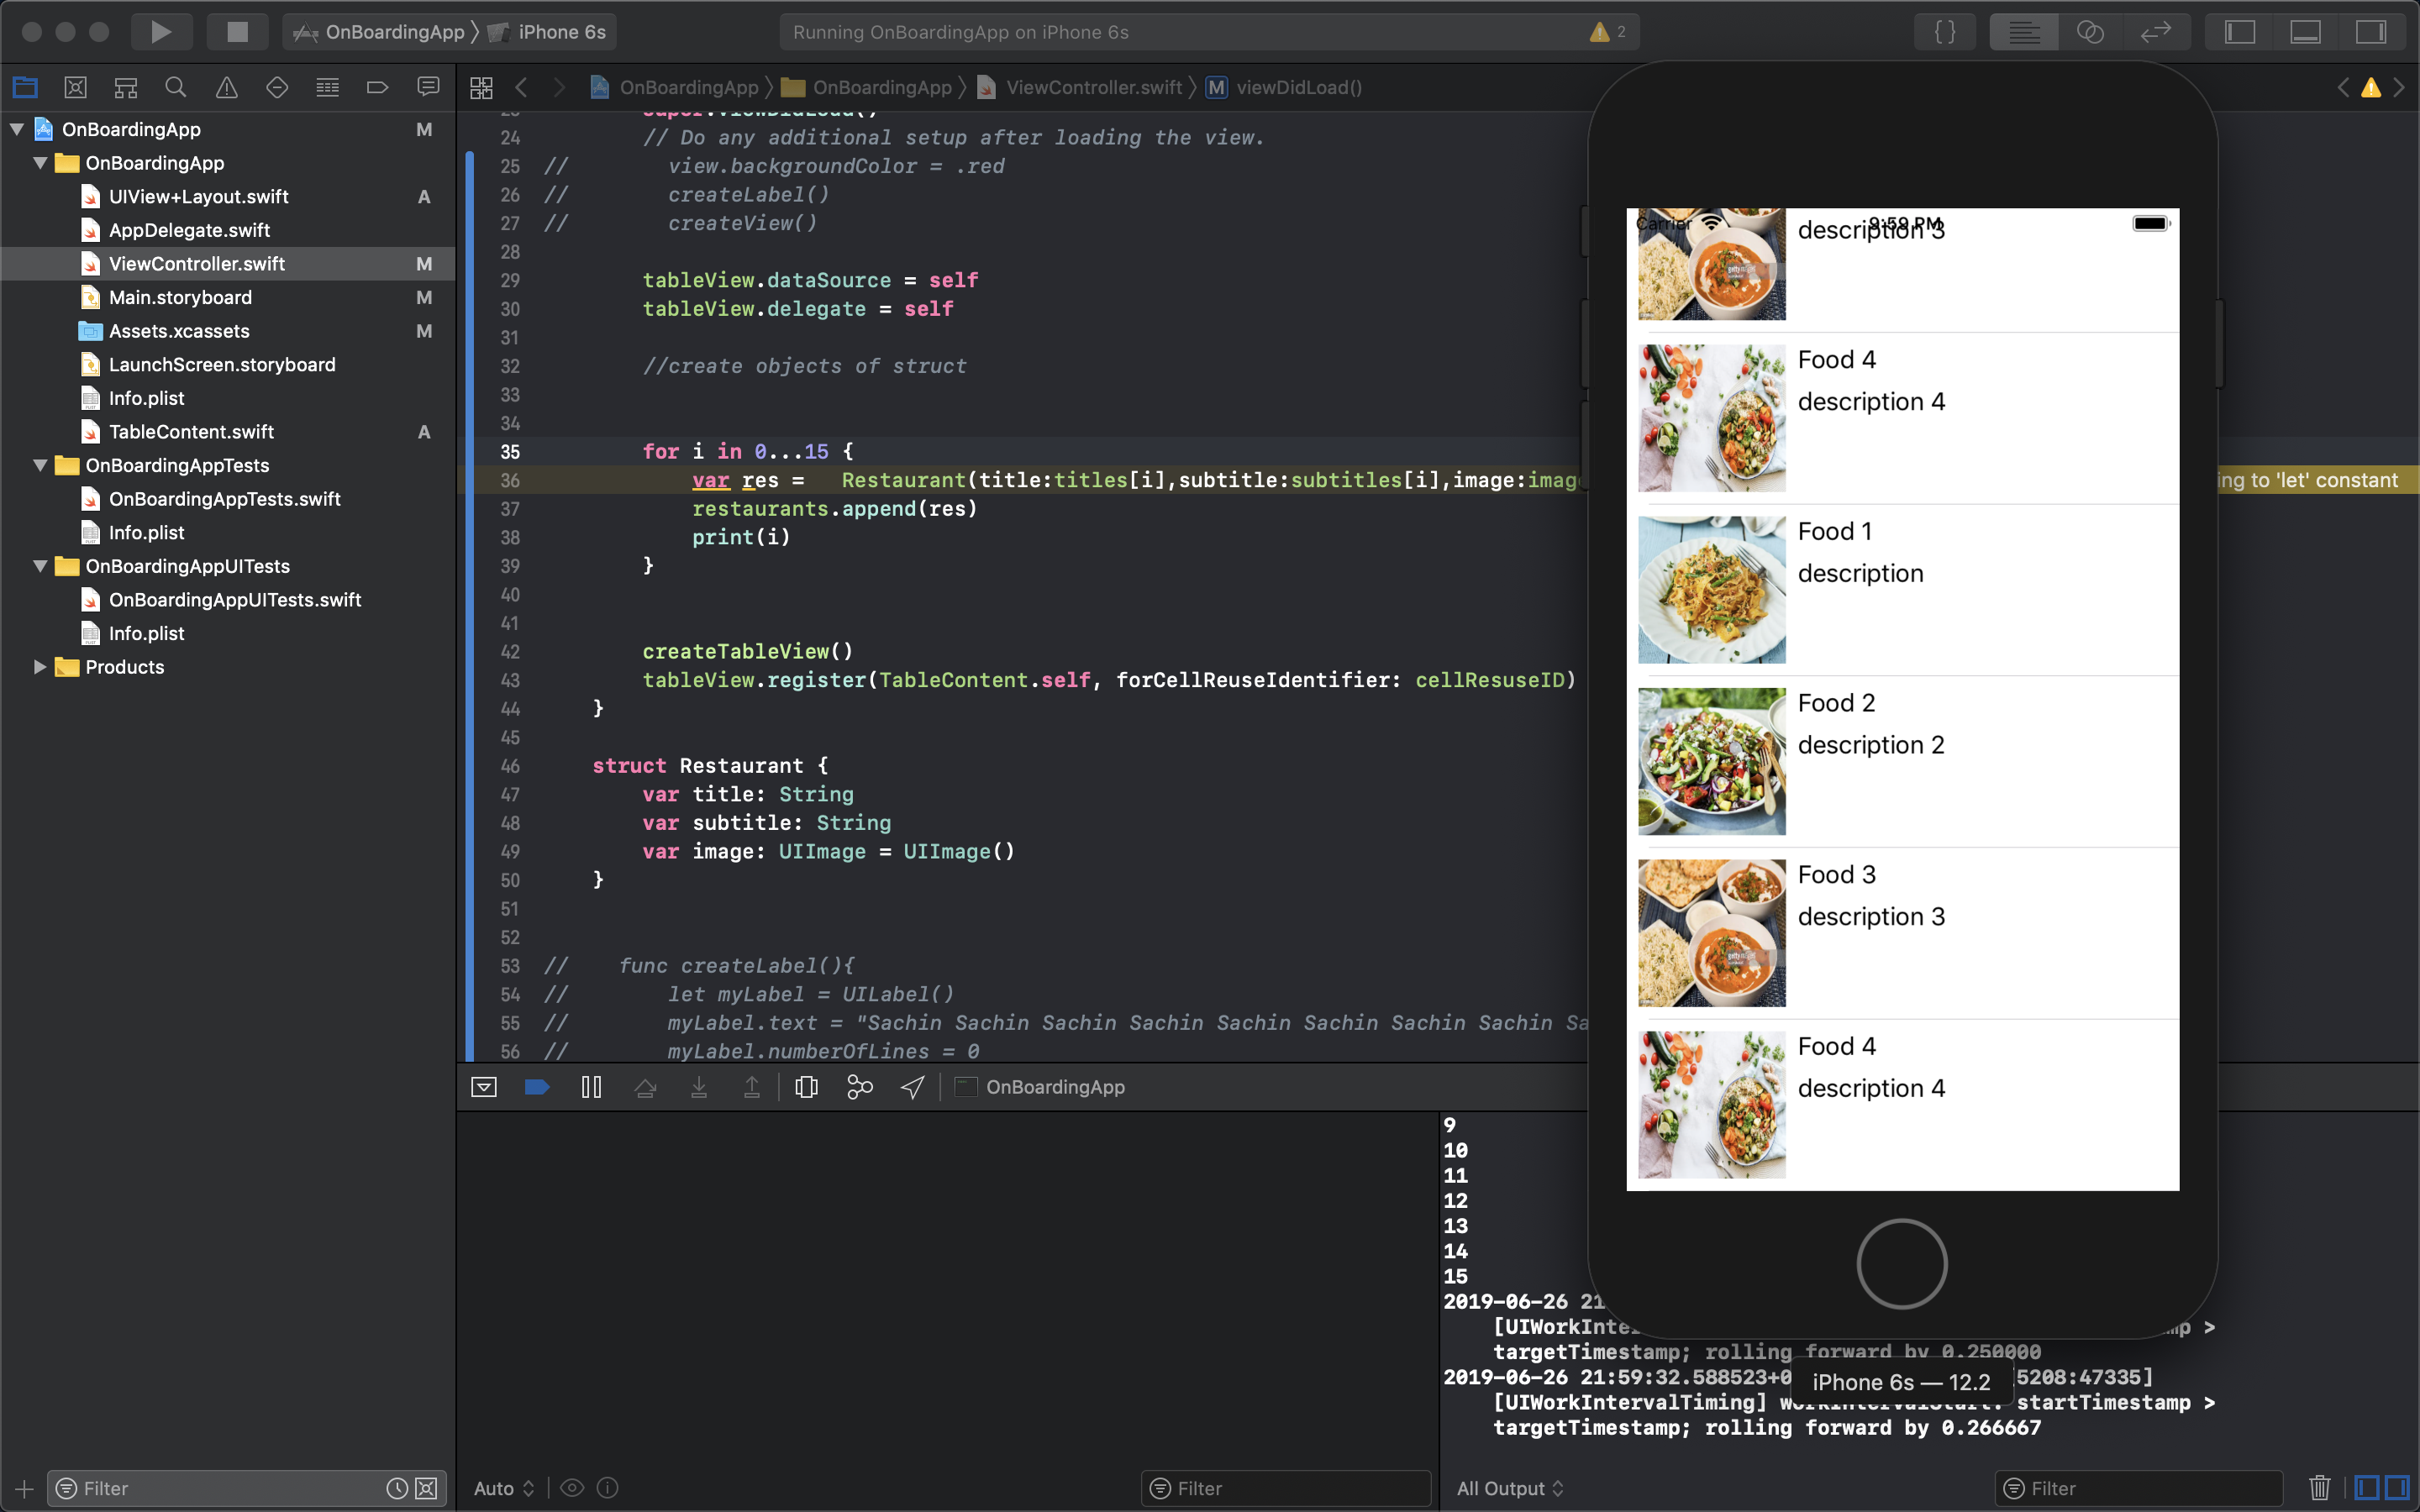 OnBoardingApp
iPhone 6s
Running OnBoardingApp on iPhone 6s
2
{}
OnBoardingApp
OnBoardingApp
ViewController.swift
M
viewDidLoad()
OnBoardingApp M
OnBoardingApp
UIView+Layout.swift A
AppDelegate.swift
ViewController.swift M
Main.storyboard M
Assets.xcassets M
LaunchScreen.storyboard
Info.plist
TableContent.swift A
OnBoardingAppTests
OnBoardingAppTests.swift
Info.plist
OnBoardingAppUITests
OnBoardingAppUITests.swift
Info.plist
Products
Filter
23 super.viewDidLoad()
24 // Do any additional setup after loading the view.
25 // view.backgroundColor = .red
26 // createLabel()
27 // createView()
28
29 tableView.dataSource = self
30 tableView.delegate = self
31
32 //create objects of struct
33
34
35 for i in 0...15 {
36 var res = Restaurant(title:titles[i],subtitle:subtitles[i],image:imag
ing to 'let' constant
37 restaurants.append(res)
38 print(i)
39 }
40
41
42 createTableView()
43 tableView.register(TableContent.self, forCellReuseIdentifier: cellResuseID)
44 }
45
46 struct Restaurant {
47 var title: String
48 var subtitle: String
49 var image: UIImage = UIImage()
50 }
51
52
53 // func createLabel(){
54 // let myLabel = UILabel()
55 // myLabel.text = "Sachin Sachin Sachin Sachin Sachin Sachin Sachin Sachin Sa
56 // myLabel.numberOfLines = 0
OnBoardingApp
Auto
Filter
9
10
11
12
13
14
15
2019-06-26 21
[UIWorkInte mp >
targetTimestamp; rolling forward by 0.250000
2019-06-26 21:59:32.588523+0 5208:47335]
[UIWorkIntervalTiming] workIntervalStart: startTimestamp >
targetTimestamp; rolling forward by 0.266667
All Output
Filter
Carrier 9:59 PM
description 3
Food 4
description 4
Food 1
description
Food 2
description 2
Food 3
description 3
Food 4
description 4
iPhone 6s — 12.2